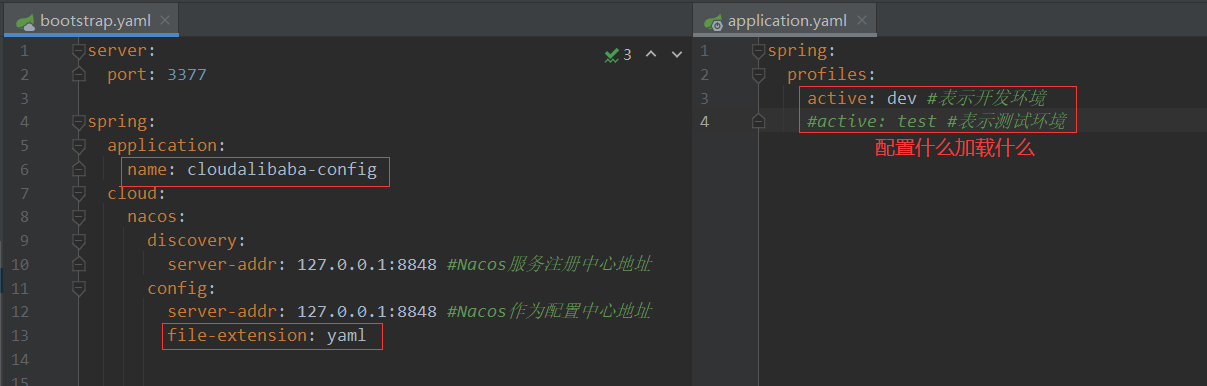 bootstrap.yaml
1 server:
2   port: 3377
3
4 spring:
5   application:
6     name: cloudalibaba-config
7   cloud:
8     nacos:
9       discovery:
10         server-addr: 127.0.0.1:8848 #Nacos服务注册中心地址
11       config:
12         server-addr: 127.0.0.1:8848 #Nacos作为配置中心地址
13         file-extension: yaml
14
15
3
application.yaml
1 spring:
2   profiles:
3     active: dev #表示开发环境
4     #active: test #表示测试环境
配置什么加载什么